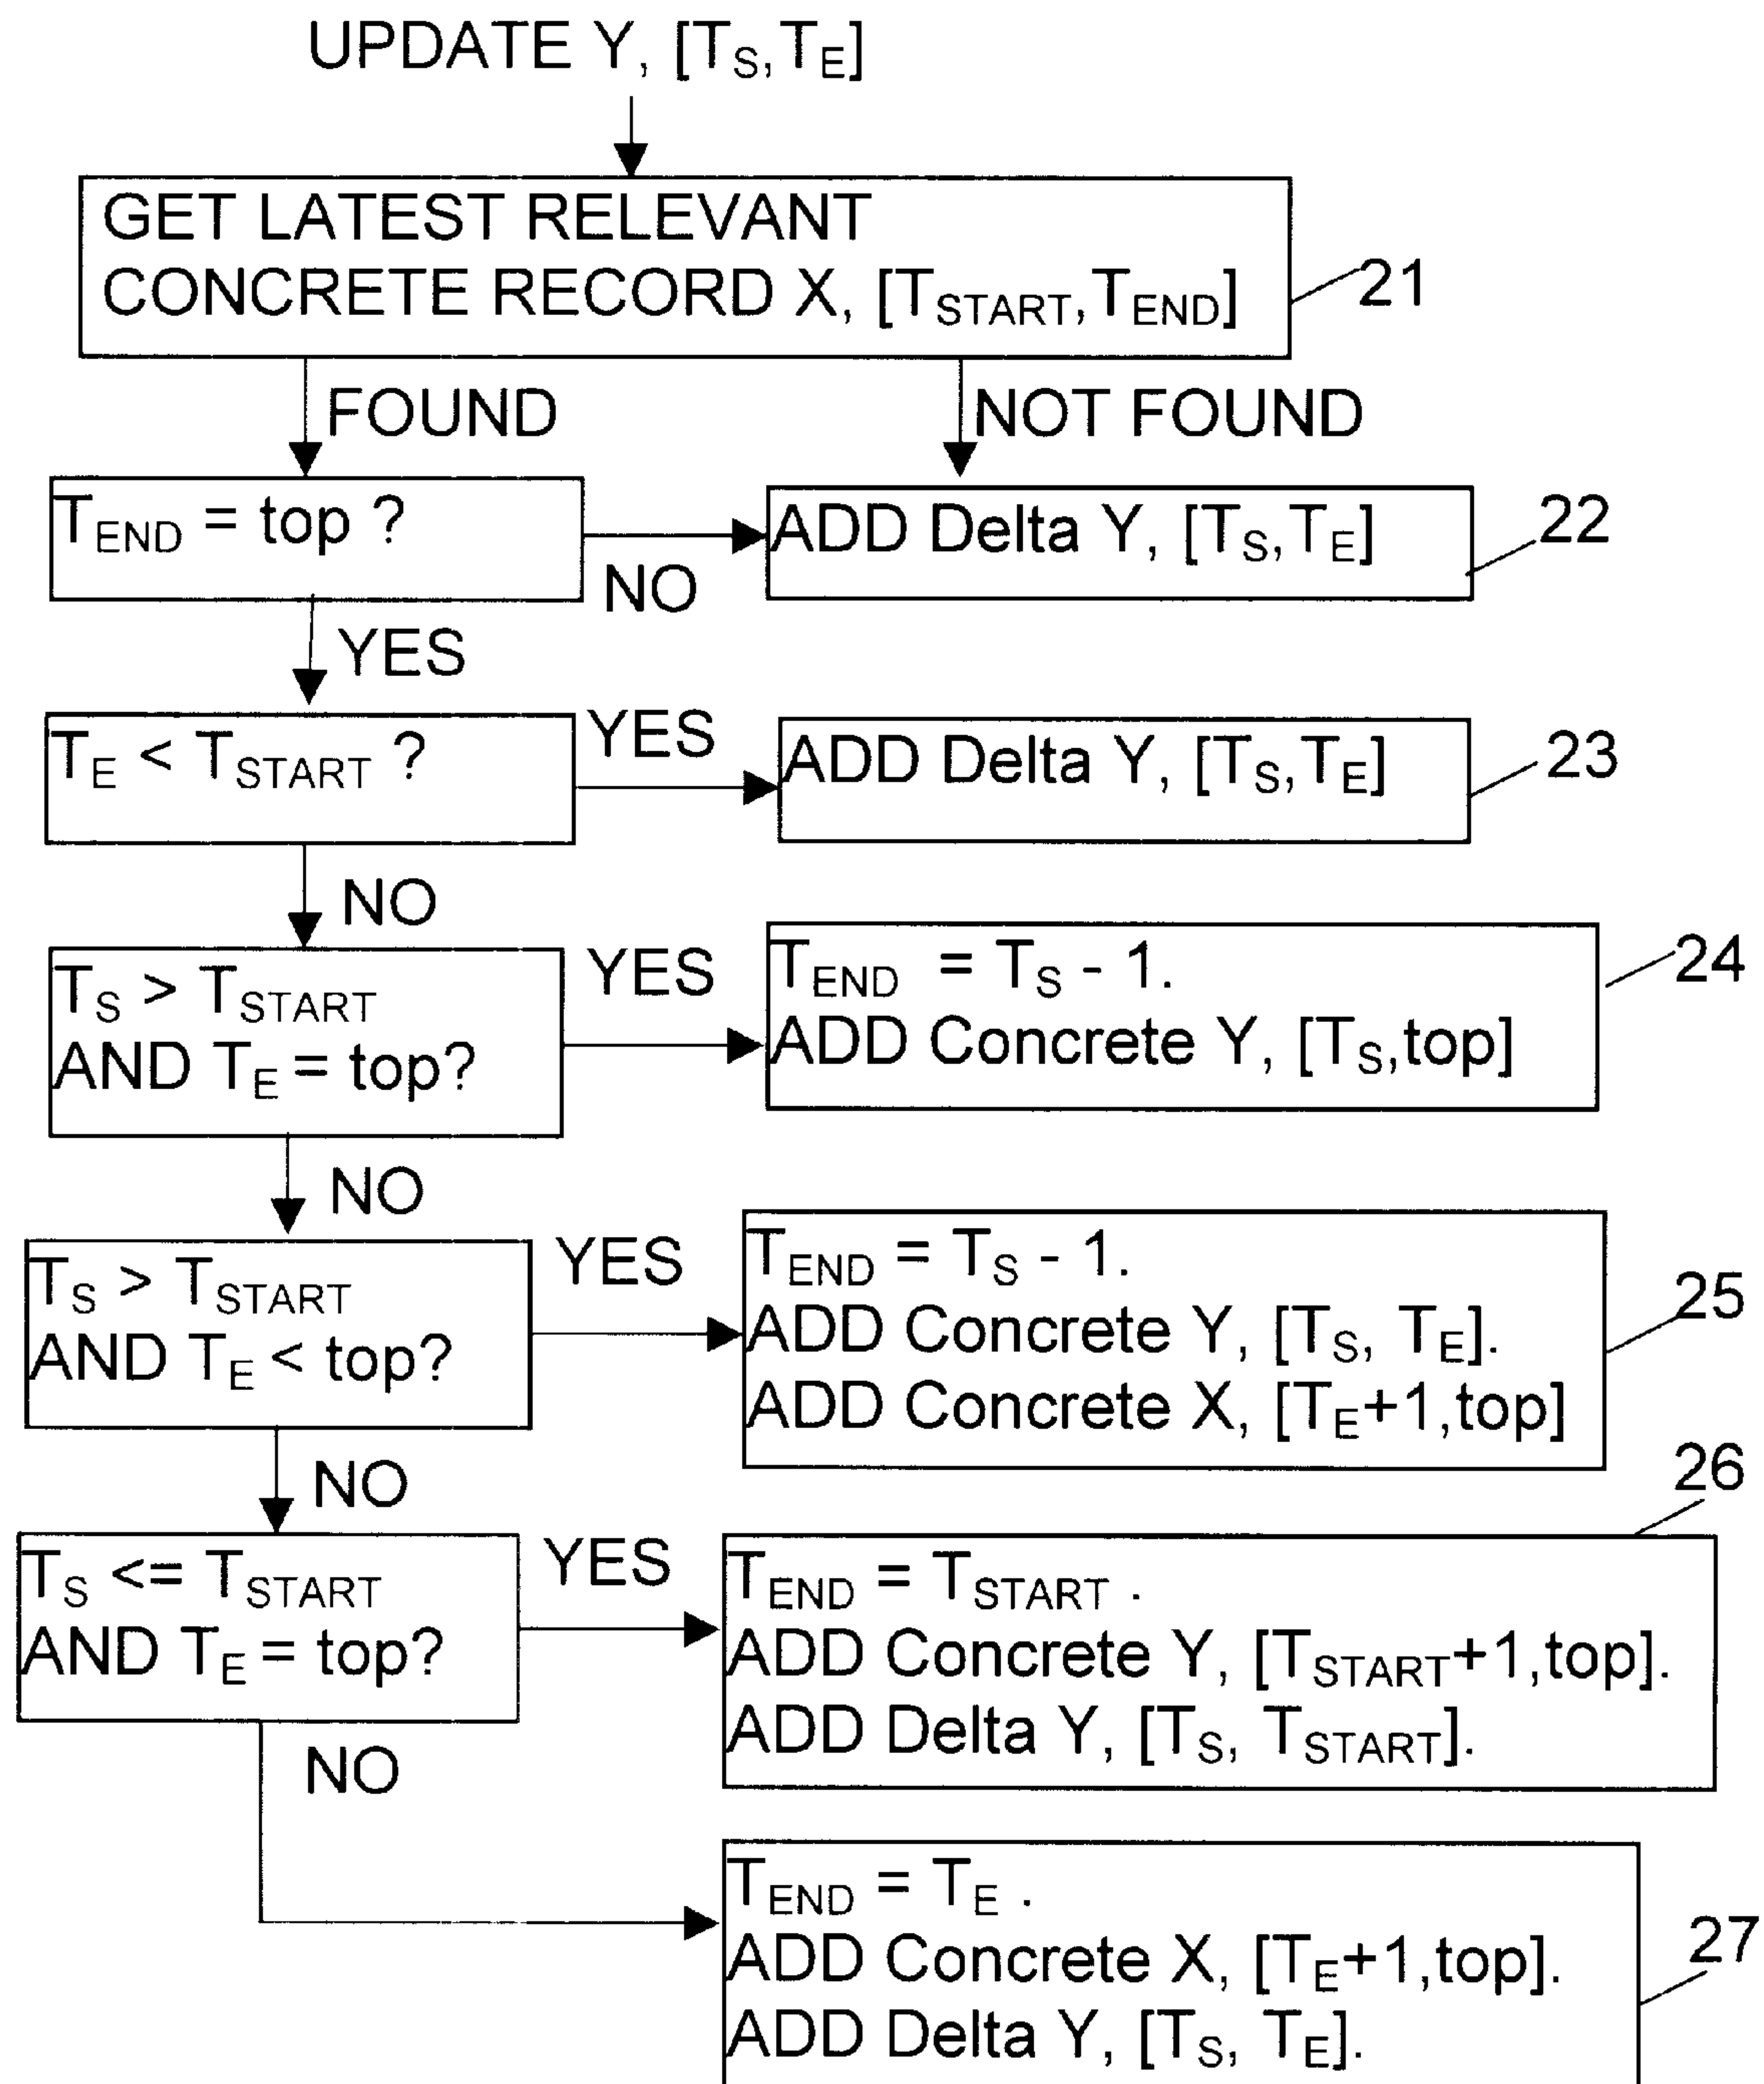 UPDATE Y, [TS,TE]
GET LATEST RELEVANT
CONCRETE RECORD X, [TSTART,TEND]
21
FOUND
NOT FOUND
TEND = top ?
NO
ADD Delta Y, [TS,TE]
22
YES
TE < TSTART ?
YES
ADD Delta Y, [TS,TE]
23
NO
TS > TSTART
AND TE = top?
YES
TEND = TS - 1.
ADD Concrete Y, [TS,top]
24
NO
TS > TSTART
AND TE < top?
YES
TEND = TS - 1.
ADD Concrete Y, [TS, TE].
ADD Concrete X, [TE+1,top]
25
NO
TS <= TSTART
AND TE = top?
YES
TEND = TSTART .
ADD Concrete Y, [TSTART+1,top].
ADD Delta Y, [TS, TSTART].
26
NO
TEND = TE .
ADD Concrete X, [TE+1,top].
ADD Delta Y, [TS, TE].
27